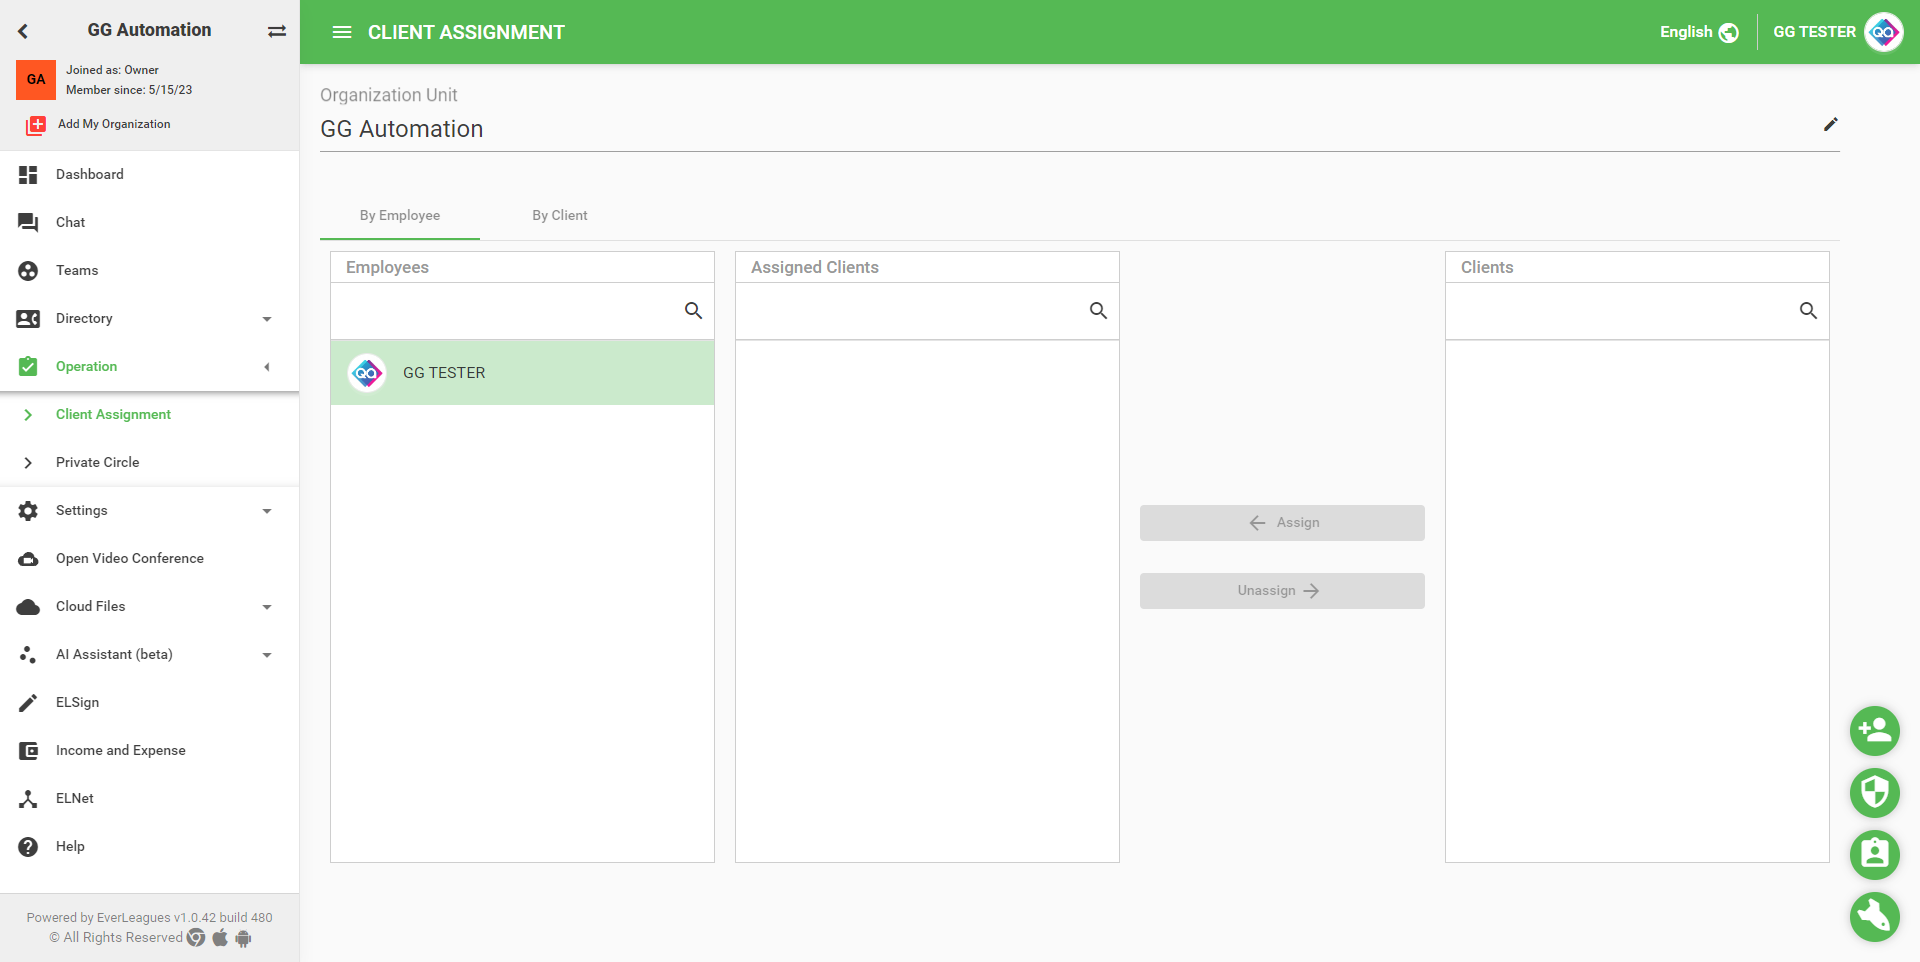 GG Automation
GA
Joined as: Owner
Member since: 5/15/23
Add My Organization
Dashboard
Chat
Teams
Directory
Operation
Client Assignment
Private Circle
Settings
Open Video Conference
Cloud Files
AI Assistant (beta)
ELSign
Income and Expense
ELNet
Help
Powered by EverLeagues v1.0.42 build 480
© All Rights Reserved
CLIENT ASSIGNMENT
English
GG TESTER
QA
Organization Unit
GG Automation
By Employee
By Client
Employees
QA
GG TESTER
Assigned Clients
Assign
Unassign
Clients